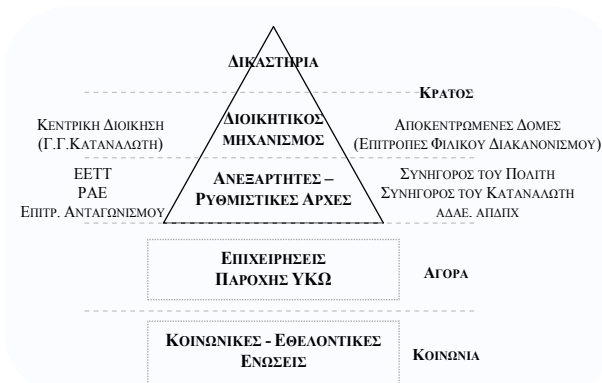 ΔΙΚΑΣΤΗΡΙΑ
ΚΡΑΤΟΣ
ΚΕΝΤΡΙΚΗ ΔΙΟΙΚΗΣΗ
(Γ.Γ.ΚΑΤΑΝΑΛΩΤΗ)
ΔΙΟΙΚΗΤΙΚΟΣ
ΜΗΧΑΝΙΣΜΟΣ
ΑΠΟΚΕΝΤΡΩΜΕΝΕΣ ΔΟΜΕΣ
(ΕΠΙΤΡΟΠΕΣ ΦΙΛΙΚΟΥ ΔΙΑΚΑΝΟΝΙΣΜΟΥ)
ΕΕΤΤ
ΡΑΕ
ΕΠΙΤΡ. ΑΝΤΑΓΩΝΙΣΜΟΥ
ΑΝΕΞΑΡΤΗΤΕΣ –
ΡΥΘΜΙΣΤΙΚΕΣ ΑΡΧΕΣ
ΣΥΝΗΓΟΡΟΣ ΤΟΥ ΠΟΛΙΤΗ
ΣΥΝΗΓΟΡΟΣ ΤΟΥ ΚΑΤΑΝΑΛΩΤΗ
ΑΔΑΕ, ΑΠΔΠΧ
ΕΠΙΧΕΙΡΗΣΕΙΣ
ΠΑΡΟΧΗΣ ΥΚΩ
ΑΓΟΡΑ
ΚΟΙΝΩΝΙΚΕΣ - ΕΘΕΛΟΝΤΙΚΕΣ
ΕΝΩΣΕΙΣ
ΚΟΙΝΩΝΙΑ